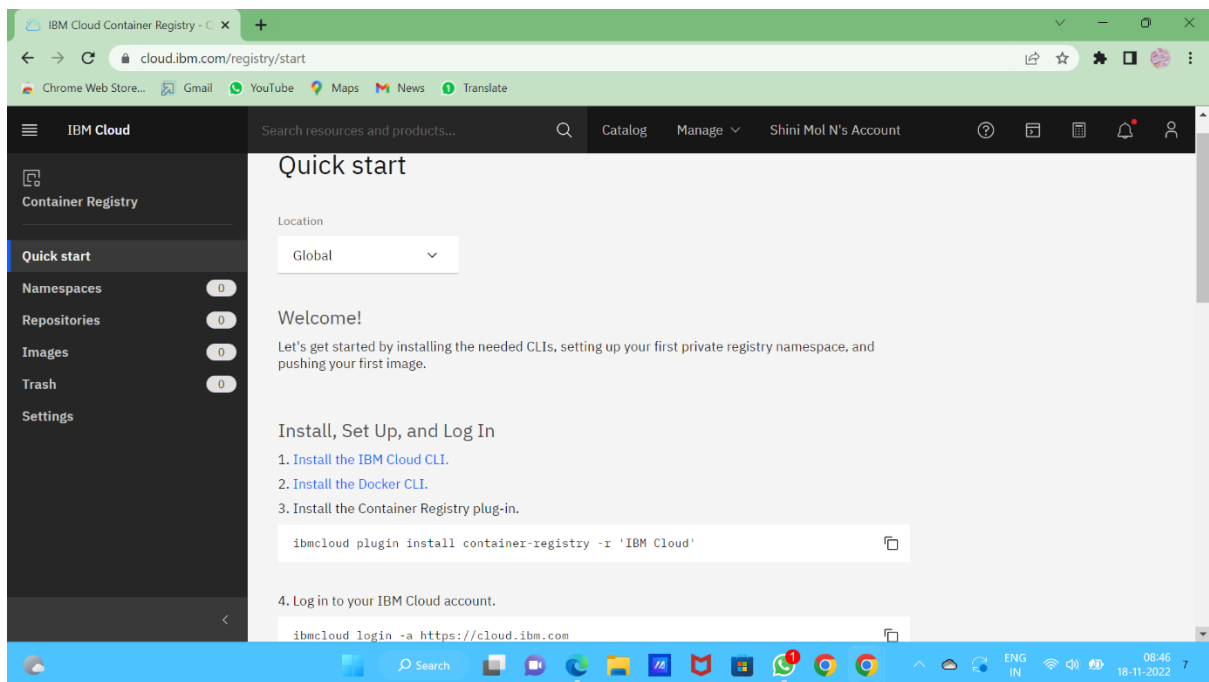 IBM Cloud Container Registry - C
cloud.ibm.com/registry/start
Chrome Web Store... Gmail YouTube Maps News Translate
IBM Cloud Search resources and products... Catalog Manage Shini Mol N's Account
Container Registry
Quick start
Namespaces 0
Repositories 0
Images 0
Trash 0
Settings
Quick start
Location
Global
Welcome!
Let's get started by installing the needed CLIs, setting up your first private registry namespace, and
pushing your first image.
Install, Set Up, and Log In
1. Install the IBM Cloud CLI.
2. Install the Docker CLI.
3. Install the Container Registry plug-in.
ibmcloud plugin install container-registry -r 'IBM Cloud'
4. Log in to your IBM Cloud account.
ibmcloud login -a https://cloud.ibm.com
Search 1 ENG 08:46
IN 18-11-2022 7